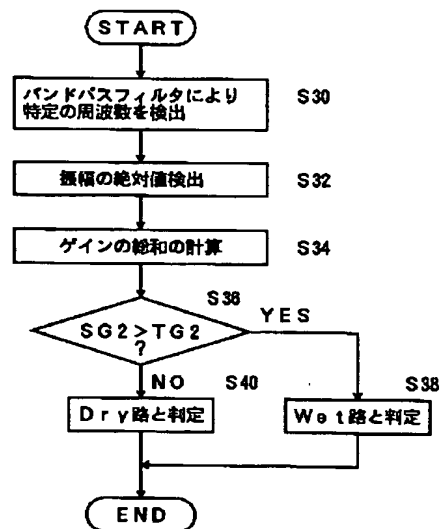 START
バンドパスフィルタにより
特定の周波数を検出
S30
振幅の絶対値検出
S32
ゲインの総和の計算
S34
S36
SG2>TG2
?
YES
NO
S40
S38
Dry路と判定
Wet路と判定
END